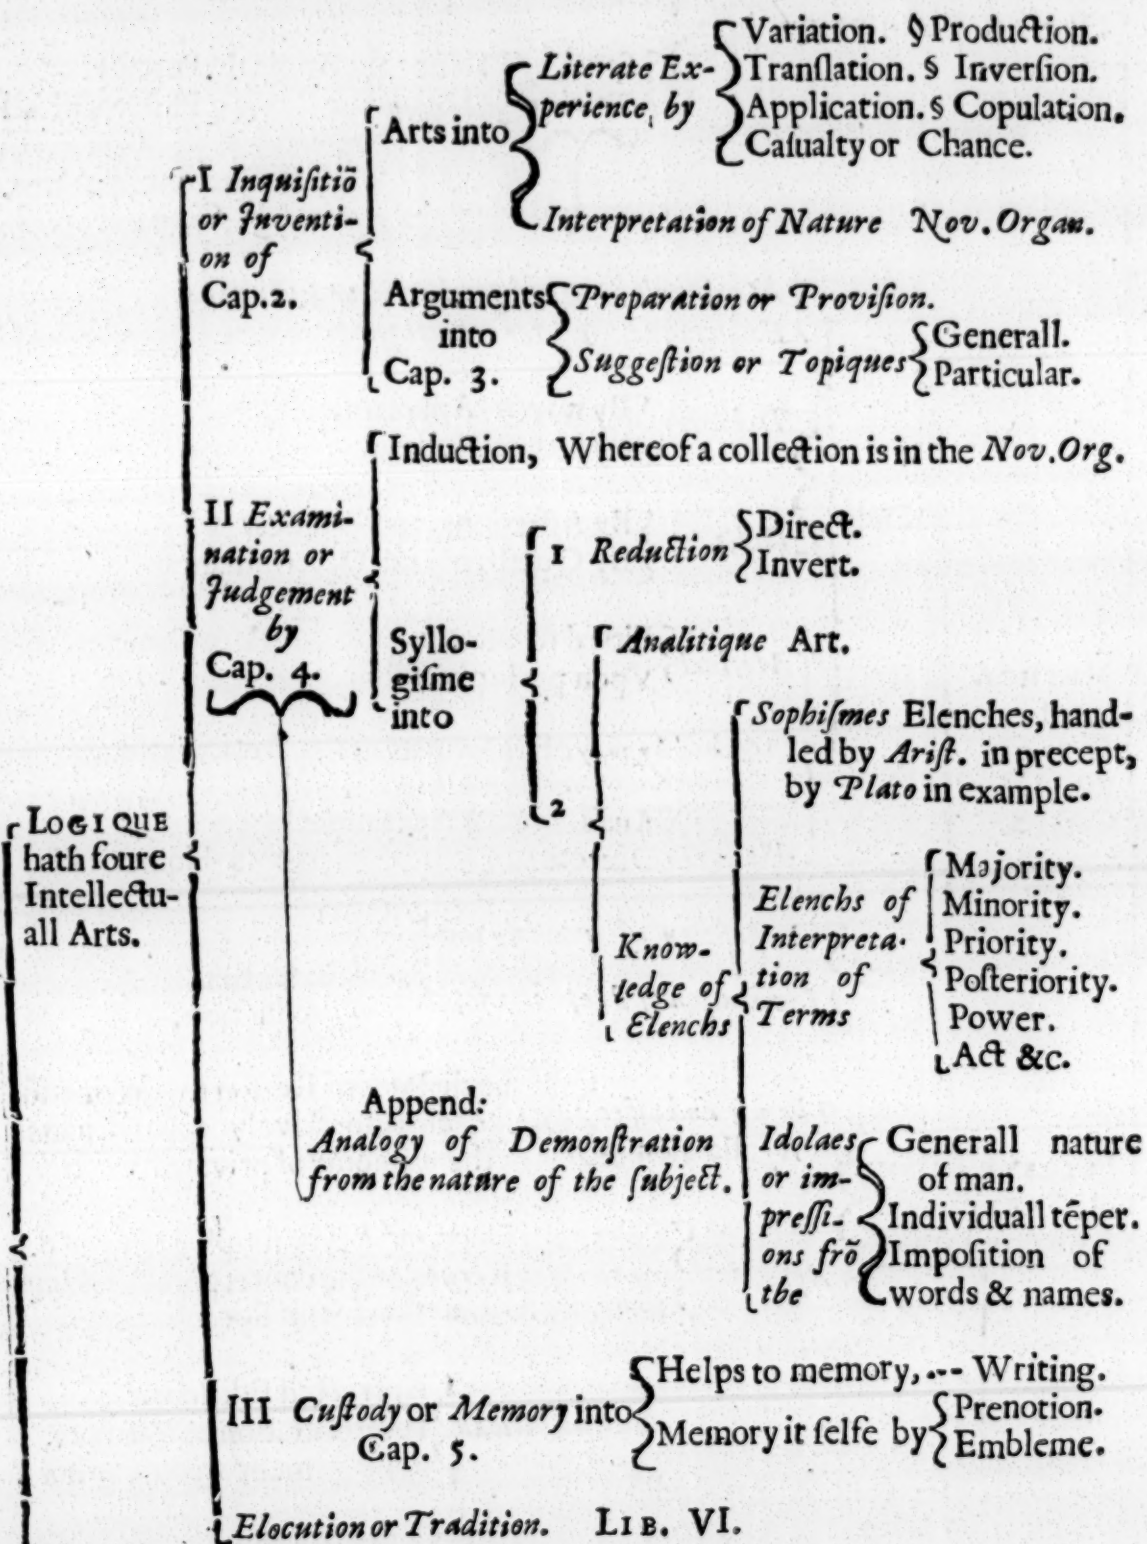 LOGIQUE
hath foure
Intellectu-
all Arts.
I Inquiſitiō
or Inventi-
on of
Cap.2.
Arts into
Literate Ex-
perience, by
Variation. § Production.
Tranſlation. § Inverſion.
Application. § Copulation.
Caſualty or Chance.
Interpretation of Nature Nov. Organ.
Arguments
into
Cap. 3.
Preparation or Proviſion.
Suggeſtion or Topiques
Generall.
Particular.
II Exami-
nation or
Judgement
by
Cap. 4.
Induction, Whereof a collection is in the Nov. Org.
Syllo-
giſme
into
1 Reduction
Direct.
Invert.
2
Analitique Art.
Know-
ledge of
Elenchs
Sophiſmes Elenches, hand-
led by Ariſt. in precept,
by Plato in example.
Elenchs of
Interpreta-
tion of
Terms
Majority.
Minority.
Priority.
Poſteriority.
Power.
Act &c.
Idolaes
or im-
preſſi-
ons frō
the
Generall nature
of man.
Individuall tēper.
Impoſition of
words & names.
Append:
Analogy of Demonſtration
from the nature of the ſubject.
III Cuſtody or Memory into
Cap. 5.
Helps to memory, --- Writing.
Memory it ſelfe by
Prenotion.
Embleme.
Elocution or Tradition. LIB. VI.